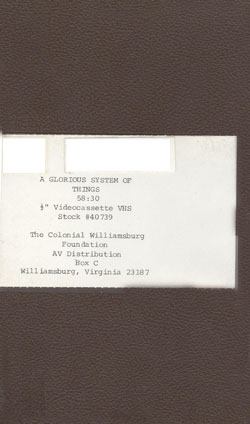 A GLORIOUS SYSTEM OF
THINGS
58:30
½" Videocassette VHS
Stock #40739
The Colonial Williamsburg
Foundation
AV Distribution
Box C
Williamsburg, Virginia 23187